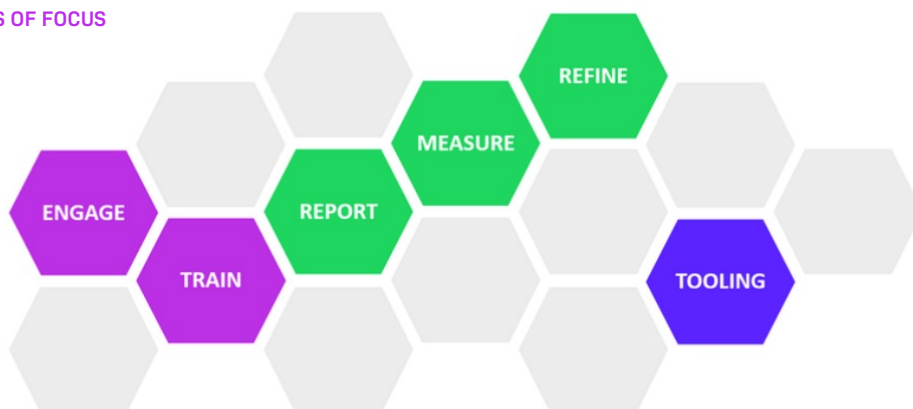 OF FOCUS
REFINE
MEASURE
ENGAGE
REPORT
TRAIN
TOOLING